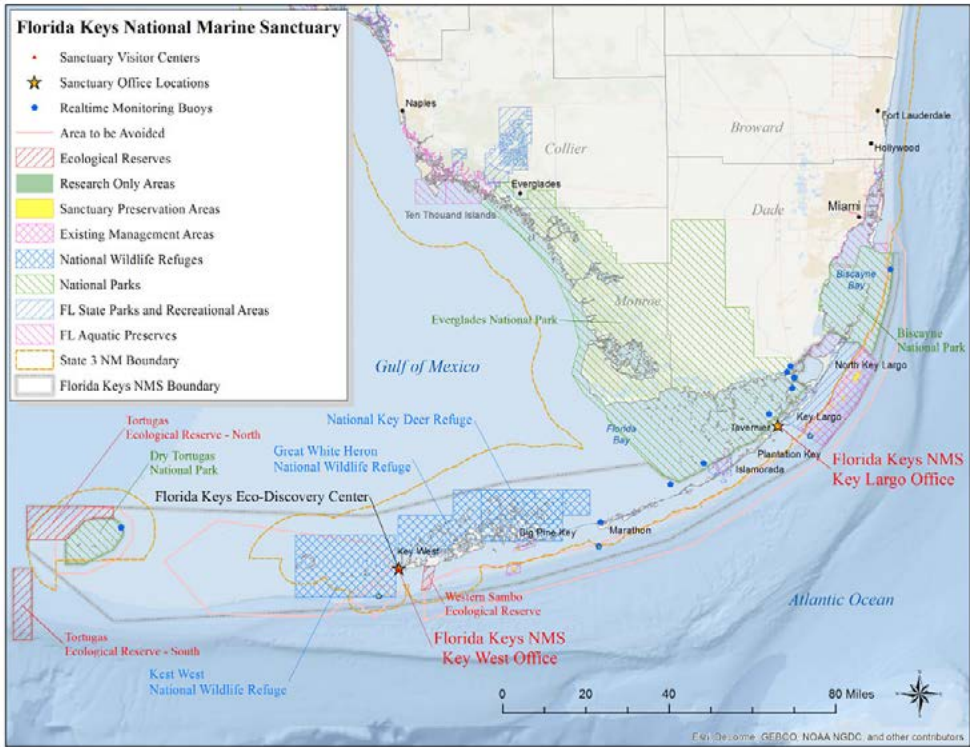 Florida Keys National Marine Sanctuary
Sanctuary Visitor Centers
Sanctuary Office Locations
Realtime Monitoring Buoys
Area to be Avoided
Ecological Reserves
Research Only Areas
Sanctuary Preservation Areas
Existing Management Areas
National Wildlife Refuges
National Parks
FL State Parks and Recreational Areas
FL Aquatic Preserves
State 3 NM Boundary
Florida Keys NMS Boundary
Naples
Collier
Broward
Fort Lauderdale
Hollywood
Everglades
Ten Thound Islands
Dade
Miami
Biscayne
Bay
Monroe
Everglades National Park
Biscayne
National Park
Gulf of Mexico
North Key Largo
Key Largo
Tavernier
Florida
Bay
Plantation Key
Islamorada
Florida Keys NMS
Key Largo Office
Tortugas
Ecological Reserve - North
Dry Tortugas
National Park
National Key Deer Refuge
Great White Heron
National Wildlife Refuge
Florida Keys Eco-Discovery Center
Big Pine Key
Marathon
Key West
Western Sambo
Ecological Reserve
Atlantic Ocean
Tortugas
Ecological Reserve - South
Florida Keys NMS
Key West Office
Kest West
National Wildlife Refuge
0 20 40 80 Miles
Esri, DeLorme, GEBCO, NOAA NGDC, and other contributors